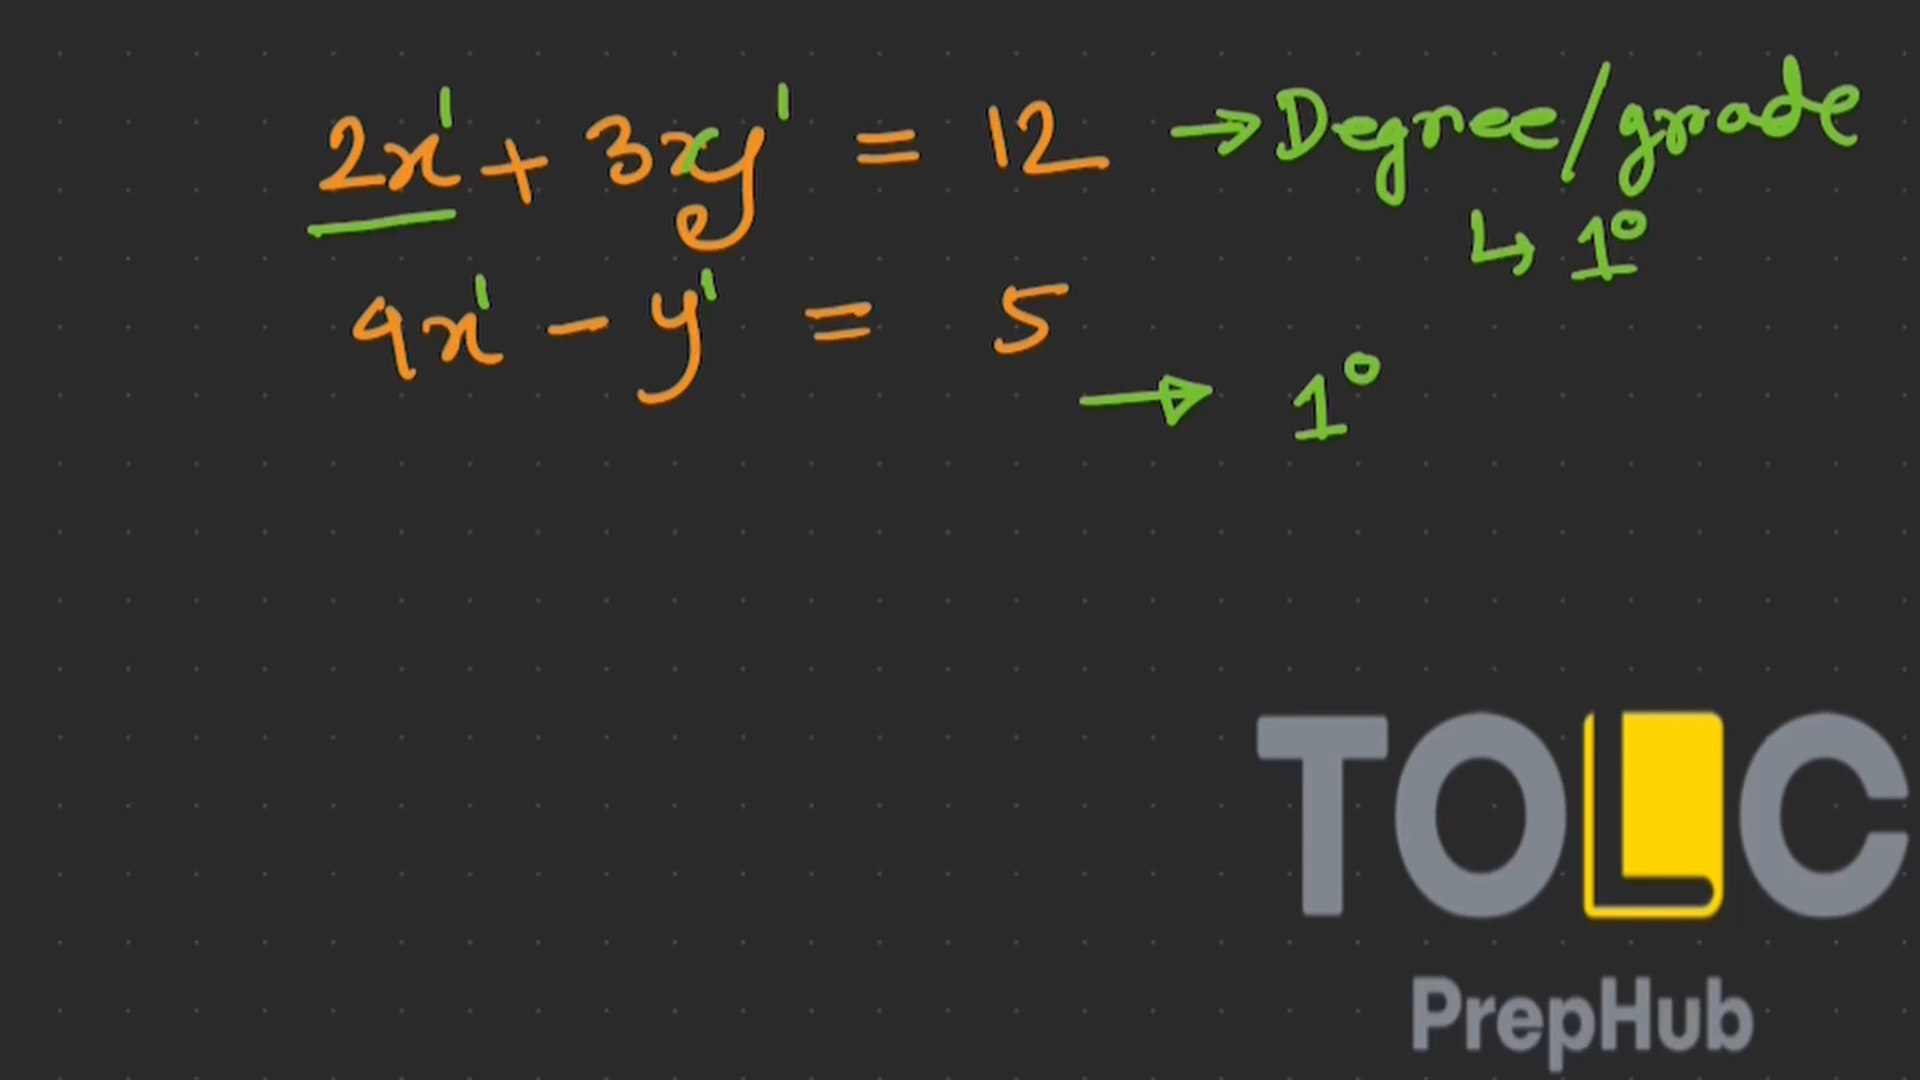 2x¹ + 3xy¹ = 12 → Degree/grade
↳ 1°
4x¹ - y¹ = 5
→ 1°
TOLC
PrepHub